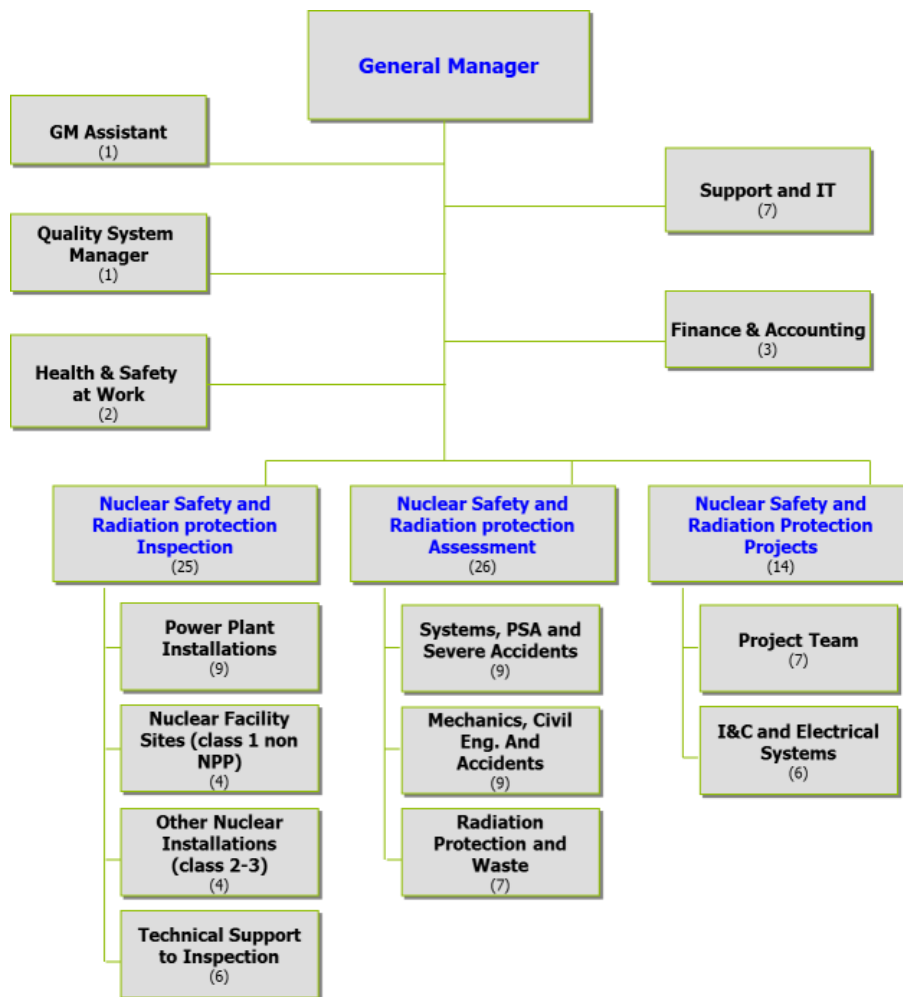 General Manager
GM Assistant
(1)
Support and IT
(7)
Quality System
Manager
(1)
Finance & Accounting
(3)
Health & Safety
at Work
(2)
Nuclear Safety and
Radiation protection
Inspection
(25)
Nuclear Safety and
Radiation protection
Assessment
(26)
Nuclear Safety and
Radiation Protection
Projects
(14)
Power Plant
Installations
(9)
Nuclear Facility
Sites (class 1 non
NPP)
(4)
Other Nuclear
Installations
(class 2-3)
(4)
Technical Support
to Inspection
(6)
Systems, PSA and
Severe Accidents
(9)
Mechanics, Civil
Eng. And
Accidents
(9)
Radiation
Protection and
Waste
(7)
Project Team
(7)
I&C and Electrical
Systems
(6)